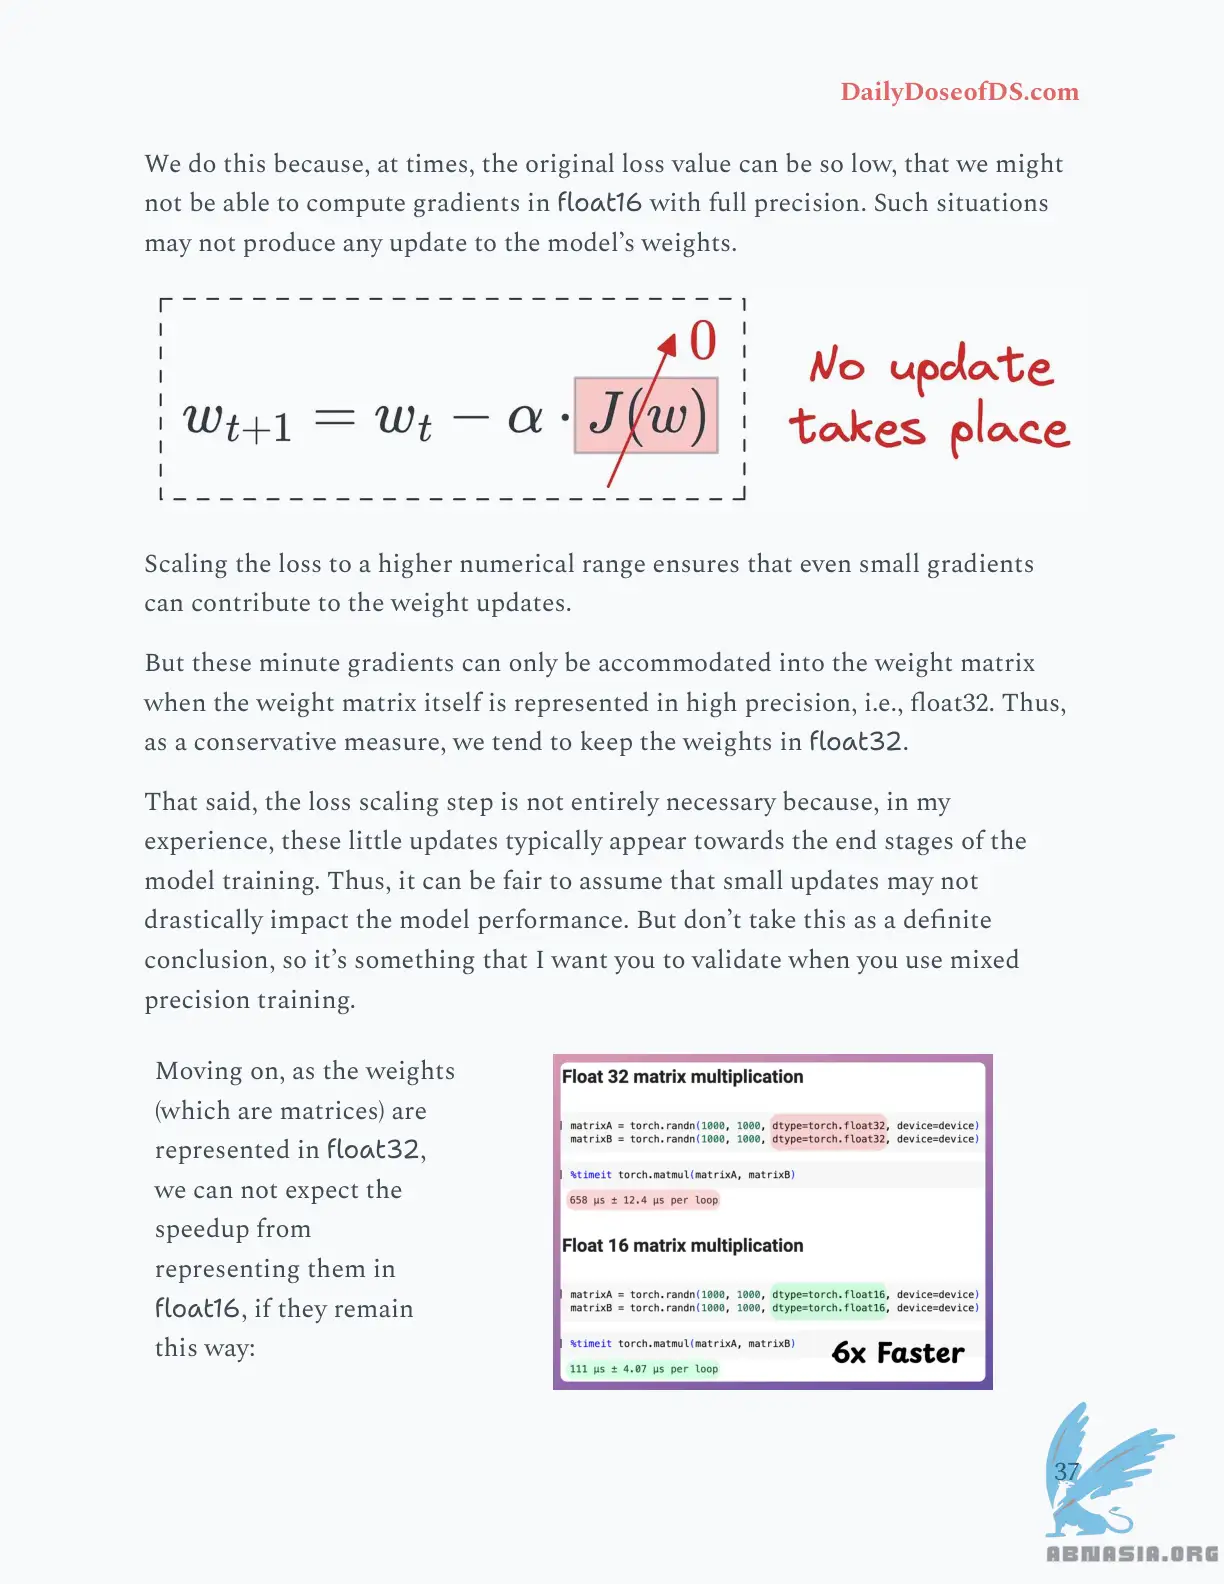 DailyDoseofDS.com
We do this because, at times, the original loss value can be so low, that we might
not be able to compute gradients in float16 with full precision. Such situations
may not produce any update to the model’s weights.
0
w_{t+1} = w_t − α · J(w)
No update
takes place
Scaling the loss to a higher numerical range ensures that even small gradients
can contribute to the weight updates.
But these minute gradients can only be accommodated into the weight matrix
when the weight matrix itself is represented in high precision, i.e., float32. Thus,
as a conservative measure, we tend to keep the weights in float32.
That said, the loss scaling step is not entirely necessary because, in my
experience, these little updates typically appear towards the end stages of the
model training. Thus, it can be fair to assume that small updates may not
drastically impact the model performance. But don’t take this as a definite
conclusion, so it’s something that I want you to validate when you use mixed
precision training.
Moving on, as the weights
(which are matrices) are
represented in float32,
we can not expect the
speedup from
representing them in
float16, if they remain
this way:
Float 32 matrix multiplication
matrixA = torch.randn(1000, 1000, dtype=torch.float32, device=device)
matrixB = torch.randn(1000, 1000, dtype=torch.float32, device=device)
%timeit torch.matmul(matrixA, matrixB)
658 µs ± 12.4 µs per loop
Float 16 matrix multiplication
matrixA = torch.randn(1000, 1000, dtype=torch.float16, device=device)
matrixB = torch.randn(1000, 1000, dtype=torch.float16, device=device)
%timeit torch.matmul(matrixA, matrixB)
6x Faster
111 µs ± 4.07 µs per loop
37
ABNASIA.ORG